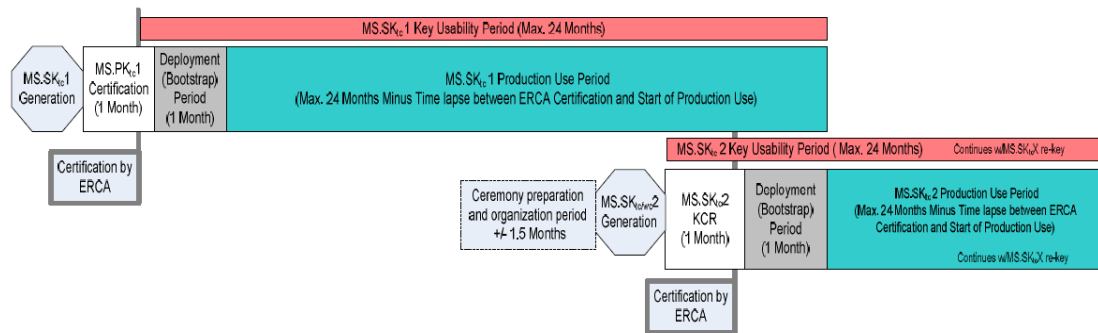 MS.SKtc1 Key Usability Period (Max. 24 Months)
MS.SKtc1
Generation
MS.PKtc1
Certification
(1 Month)
Deployment
(Bootstrap)
Period
(1 Month)
MS.SKtc 1 Production Use Period
(Max. 24 Months Minus Time lapse between ERCA Certification and Start of Production Use)
Certification by
ERCA
MS.SKtc 2 Key Usability Period ( Max. 24 Months)
Continues w/MS.SKtcX re-key
Ceremony preparation
and organization period
+/- 1.5 Months
MS.SKtc/wc2
Generation
MS.SKtc2
KCR
(1 Month)
Deployment
(Bootstrap)
Period
(1 Month)
MS.SKtc2 Production Use Period
(Max. 24 Months Minus Time lapse between ERCA
Certification and Start of Production Use)
Continues w/MS.SKtcX re-key
Certification by
ERCA